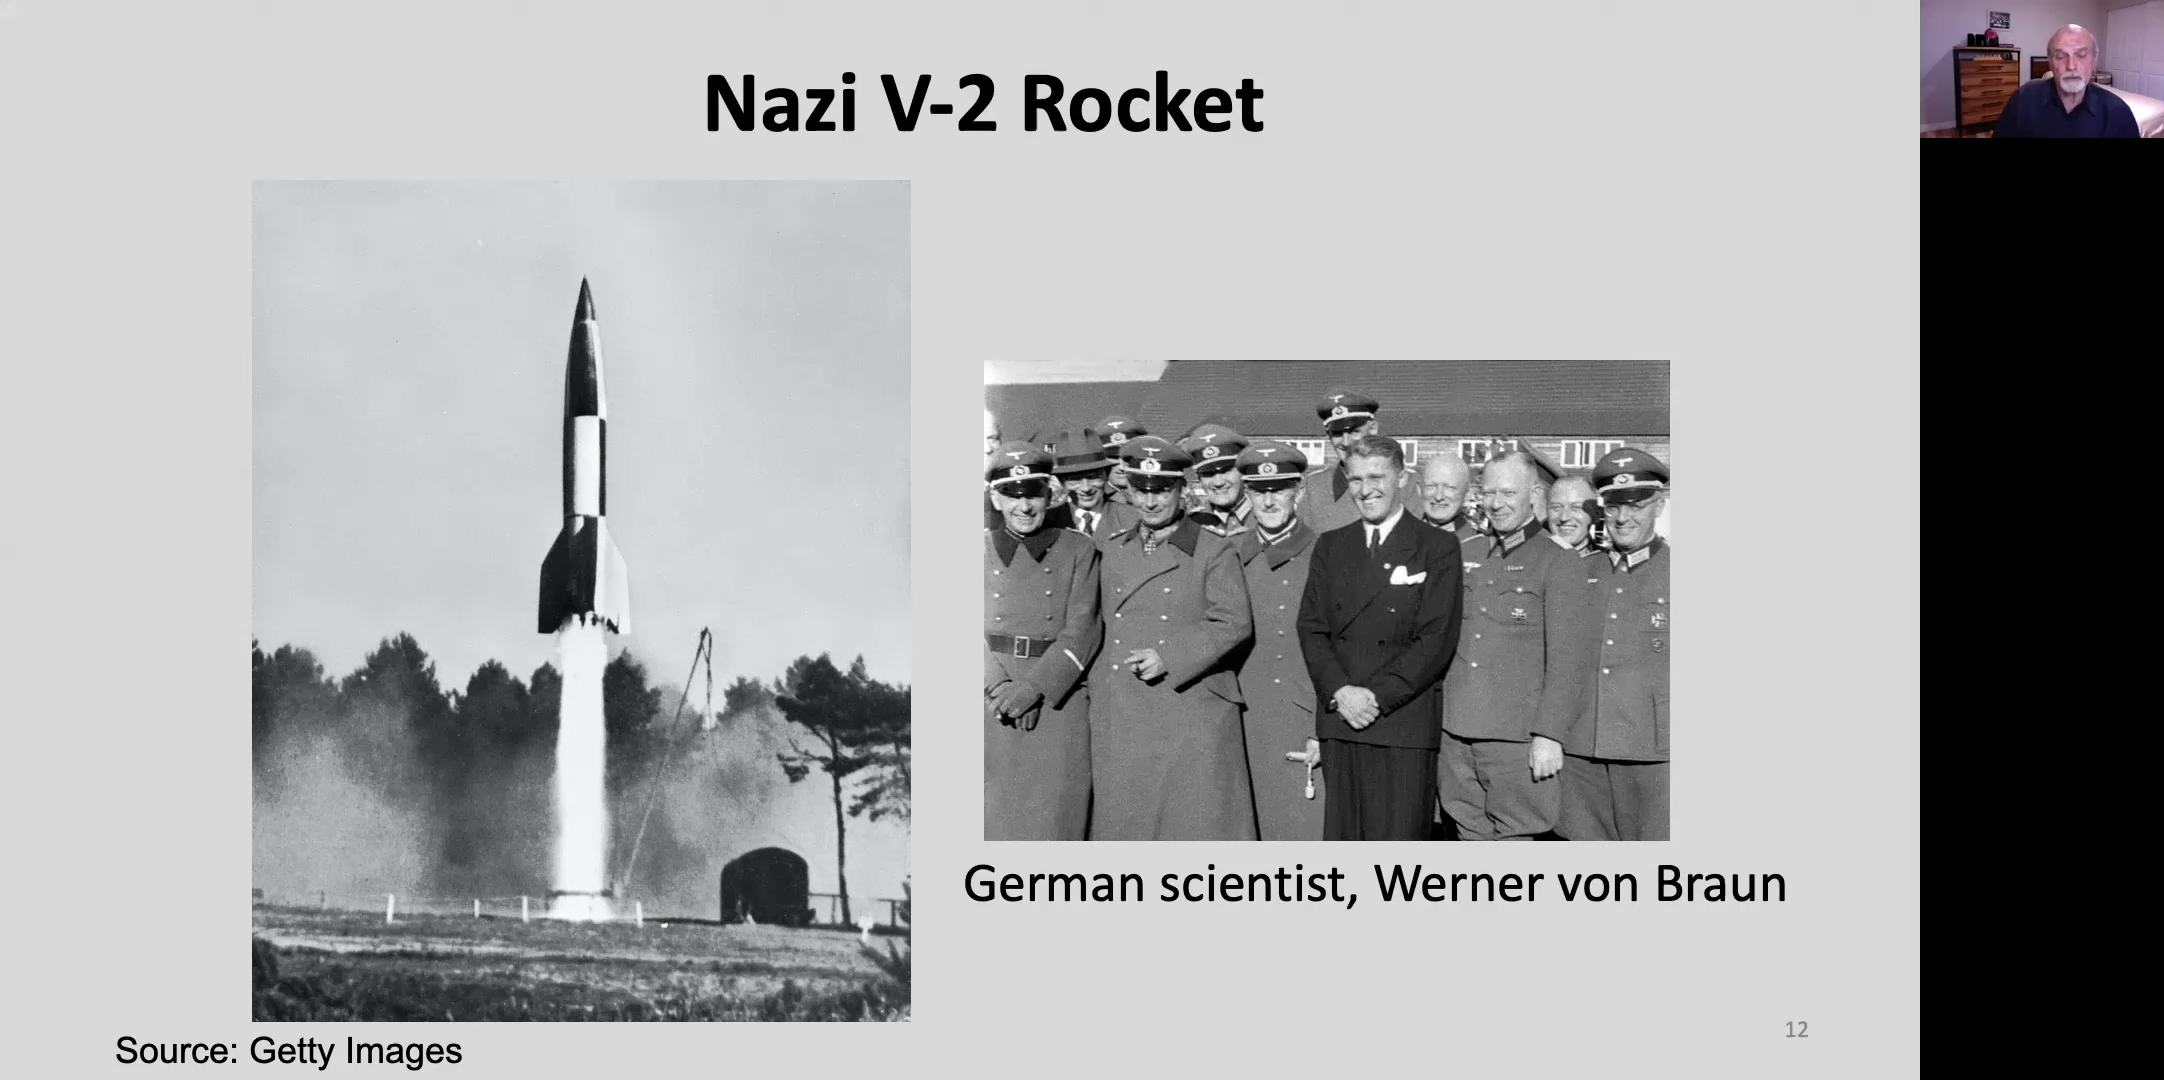 Nazi V-2 Rocket
German scientist, Werner von Braun
12
Source: Getty Images